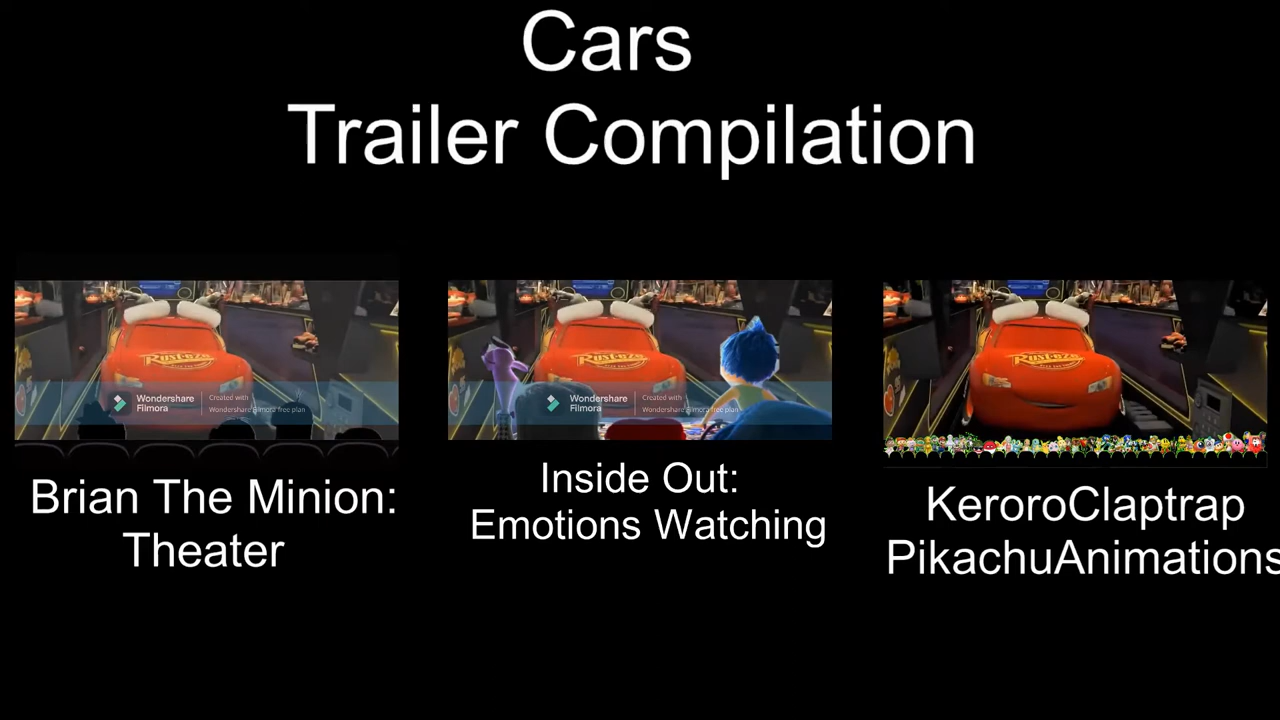 Cars
Trailer Compilation
Rust-eze
Wondershare
Filmora
Created with
Wondershare Filmora free plan
Rust-eze
Wondershare
Filmora
Created with
Wondershare Filmora free plan
Rust-eze
Brian The Minion:
Theater
Inside Out:
Emotions Watching
KeroroClaptrap
PikachuAnimations